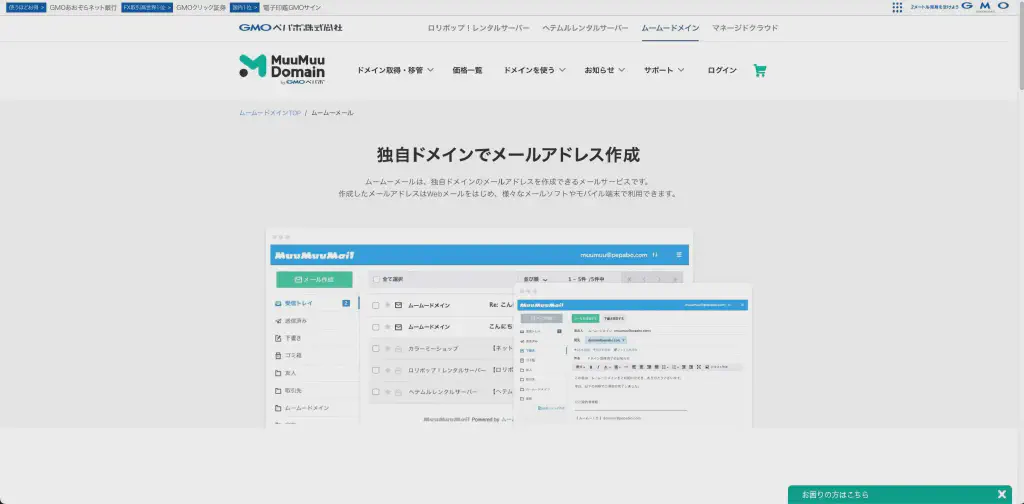 使うほどお得 > GMOあおぞらネット銀行 FX取引高世界1位 > GMOクリック証券 国内1位 > 電子印鑑GMOサイン
GMO
GMOペパボ株式会社 ロリポップ！レンタルサーバー ヘテムルレンタルサーバー ムームードメイン マネージドクラウド
MuuMuu Domain by GMOペパボ
ドメイン取得・移管 価格一覧 ドメインを使う お知らせ サポート ログイン
ムームードメインTOP / ムームーメール
独自ドメインでメールアドレス作成
ムームーメールは、独自ドメインのメールアドレスを作成できるメールサービスです。
作成したメールアドレスはWebメールをはじめ、様々なメールソフトやモバイル端末で利用できます。
MuuMuuMail muumuu@pepabo.com
メール作成 全て選択 並び順 1 - 5件 /5件中
受信トレイ 2 ムームードメイン Re: こん
送信済み ムームードメイン こんにち
下書き
ゴミ箱 カラーミーショップ 【ネット
友人 ロリポップ！レンタルサーバー 【ロリポ
取引先 ヘテムルレンタルサーバー 【ヘテム
ムームードメイン
MuuMuuMail Powered by ムー
MuuMuuMail
お困りの方はこちら X